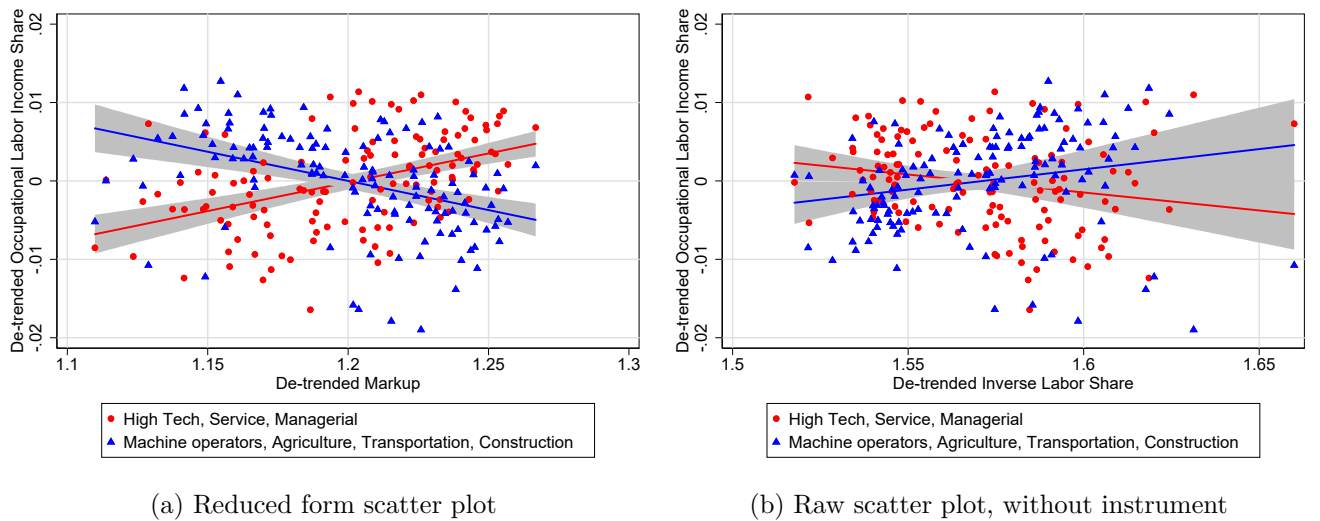 De-trended Occupational Labor Income Share
.02
.01
0
-.01
-.02
1.1
1.15
1.2
1.25
1.3
De-trended Markup
High Tech, Service, Managerial
Machine operators, Agriculture, Transportation, Construction
(a) Reduced form scatter plot
De-trended Occupational Labor Income Share
.02
.01
0
-.01
-.02
1.5
1.55
1.6
1.65
De-trended Inverse Labor Share
High Tech, Service, Managerial
Machine operators, Agriculture, Transportation, Construction
(b) Raw scatter plot, without instrument